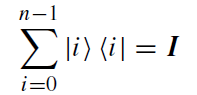 n−1
∑ |i⟩ ⟨i| = I
i=0